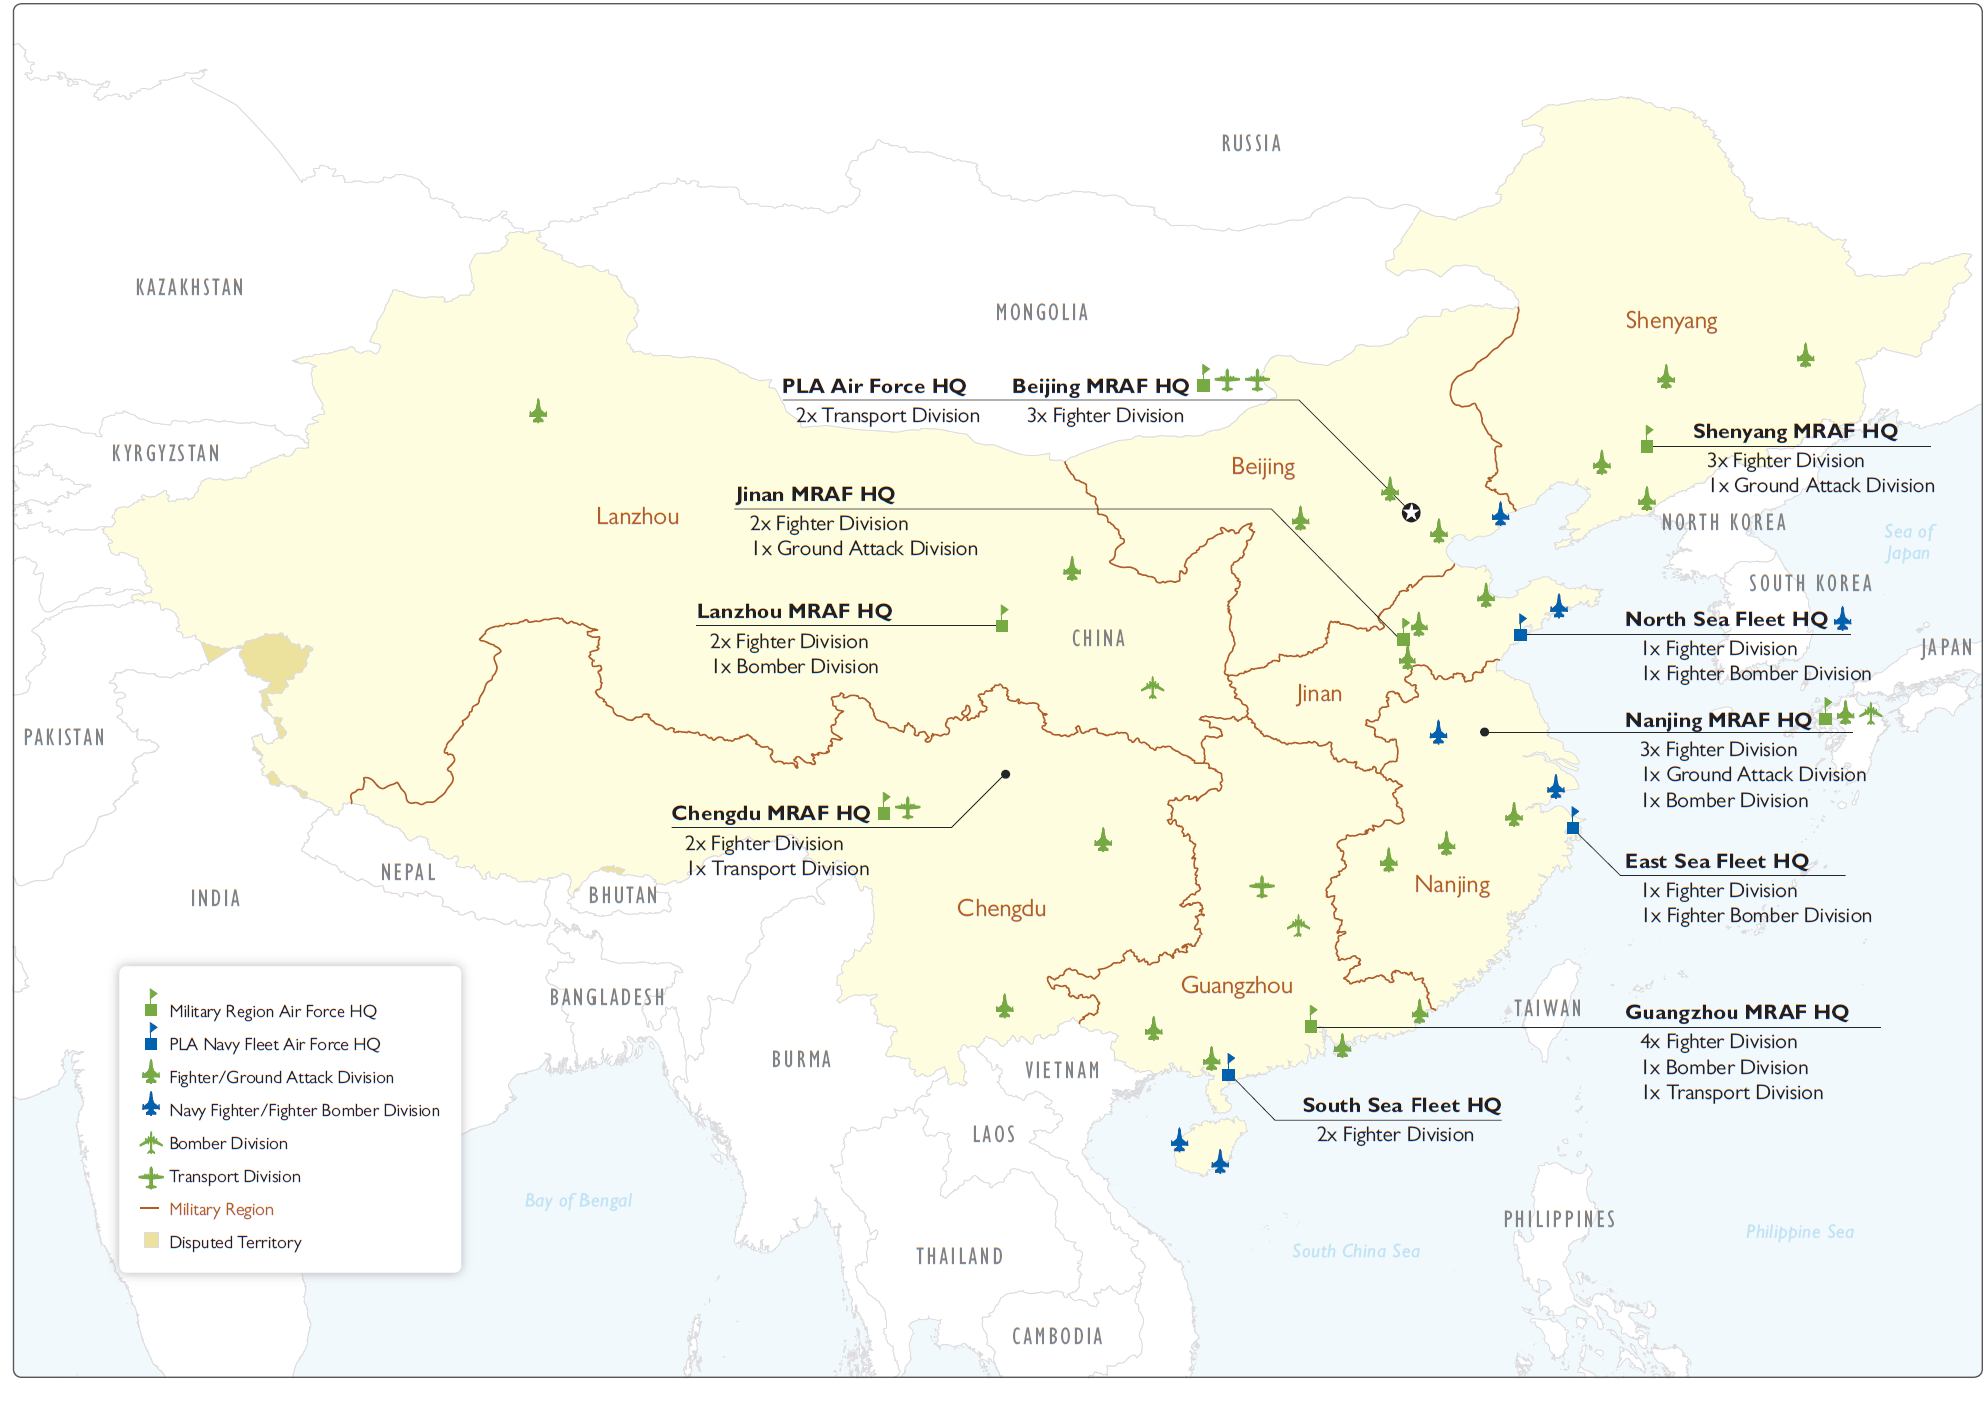 RUSSIA
KAZAKHSTAN
MONGOLIA
Shenyang
PLA Air Force HQ
2x Transport Division
Beijing MRAF HQ
3x Fighter Division
KYRGYZSTAN
Beijing
Shenyang MRAF HQ
3x Fighter Division
1x Ground Attack Division
Jinan MRAF HQ
2x Fighter Division
1x Ground Attack Division
Lanzhou
NORTH KOREA
Sea of
Japan
SOUTH KOREA
Lanzhou MRAF HQ
2x Fighter Division
1x Bomber Division
CHINA
North Sea Fleet HQ
1x Fighter Division
1x Fighter Bomber Division
JAPAN
Jinan
PAKISTAN
Nanjing MRAF HQ
3x Fighter Division
1x Ground Attack Division
1x Bomber Division
Chengdu MRAF HQ
2x Fighter Division
1x Transport Division
East Sea Fleet HQ
1x Fighter Division
1x Fighter Bomber Division
NEPAL
BHUTAN
INDIA
Chengdu
Nanjing
Guangzhou
BANGLADESH
TAIWAN
Guangzhou MRAF HQ
4x Fighter Division
1x Bomber Division
1x Transport Division
BURMA
VIETNAM
South Sea Fleet HQ
2x Fighter Division
LAOS
Bay of Bengal
THAILAND
South China Sea
PHILIPPINES
Philippine Sea
CAMBODIA
Military Region Air Force HQ
PLA Navy Fleet Air Force HQ
Fighter/Ground Attack Division
Navy Fighter/Fighter Bomber Division
Bomber Division
Transport Division
Military Region
Disputed Territory